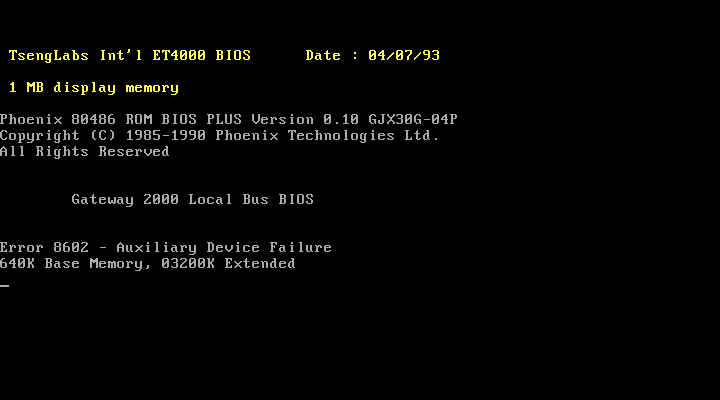 TsengLabs Int'l ET4000 BIOS      Date : 04/07/93
1 MB display memory
Phoenix 80486 ROM BIOS PLUS Version 0.10 GJX30G-04P
Copyright (C) 1985-1990 Phoenix Technologies Ltd.
All Rights Reserved
Gateway 2000 Local Bus BIOS
Error 8602 - Auxiliary Device Failure
640K Base Memory, 03200K Extended